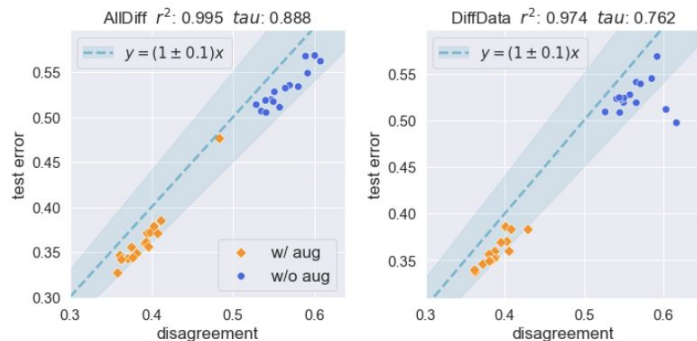 AllDiff r²: 0.995 tau: 0.888
y = (1 ± 0.1)x
test error
0.55
0.50
0.45
0.40
0.35
0.30
w/ aug
w/o aug
0.3 0.4 0.5 0.6
disagreement
DiffData r²: 0.974 tau: 0.762
y = (1 ± 0.1)x
test error
0.55
0.50
0.45
0.40
0.35
0.3 0.4 0.5 0.6
disagreement